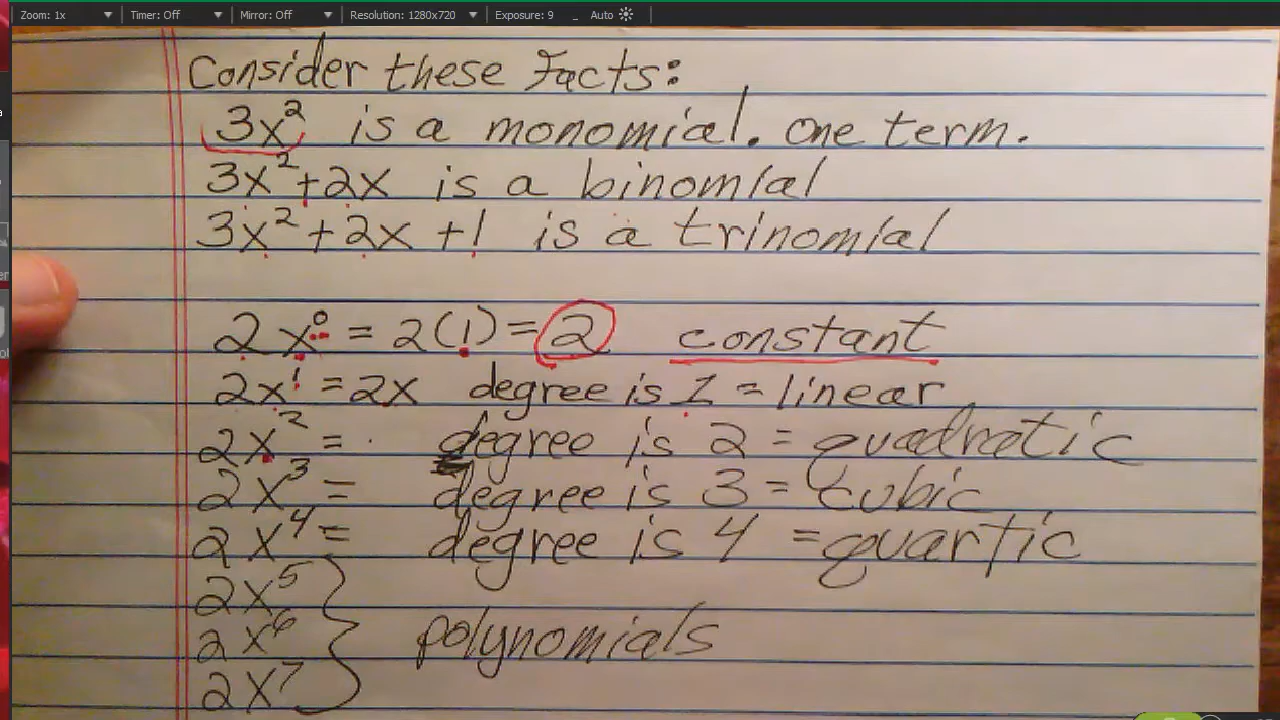 Zoom: 1x Timer: Off Mirror: Off Resolution: 1280x720 Exposure: 9 Auto
Consider these Facts:
3x² is a monomial. One term.
3x²+2x is a binomial
3x²+2x+1 is a trinomial
2x⁰ = 2(1) = 2 constant
2x¹ = 2x degree is 1 = linear
2x² = degree is 2 = quadratic
2x³ = degree is 3 = cubic
2x⁴ = degree is 4 = quartic
2x⁵
2x⁶ polynomials
2x⁷